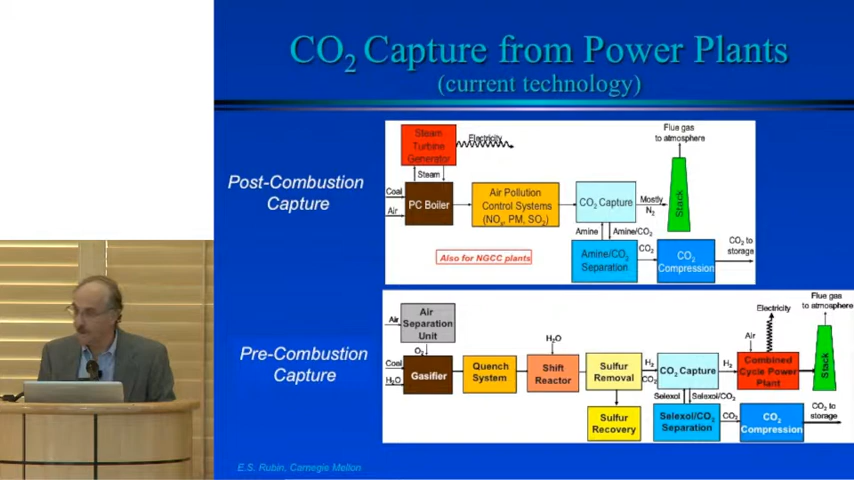 CO2 Capture from Power Plants
(current technology)
Post-Combustion
Capture
Steam
Turbine
Generator
Electricity
Steam
Coal
Air
PC Boiler
Air Pollution
Control Systems
(NOx, PM, SO2)
CO2 Capture
Mostly
N2
Flue gas
to atmosphere
Stack
Amine
Amine/CO2
Amine/CO2
Separation
CO2
CO2
Compression
CO2 to
storage
Also for NGCC plants
Pre-Combustion
Capture
Air
Air
Separation
Unit
O2
Coal
H2O
Gasifier
Quench
System
H2O
Shift
Reactor
Sulfur
Removal
H2
CO2
Sulfur
Recovery
CO2 Capture
H2
Selexol
Selexol/CO2
Selexol/CO2
Separation
CO2
CO2
Compression
CO2 to
storage
Air
Electricity
Combined
Cycle Power
Plant
Flue gas
to atmosphere
Stack
E.S. Rubin, Carnegie Mellon